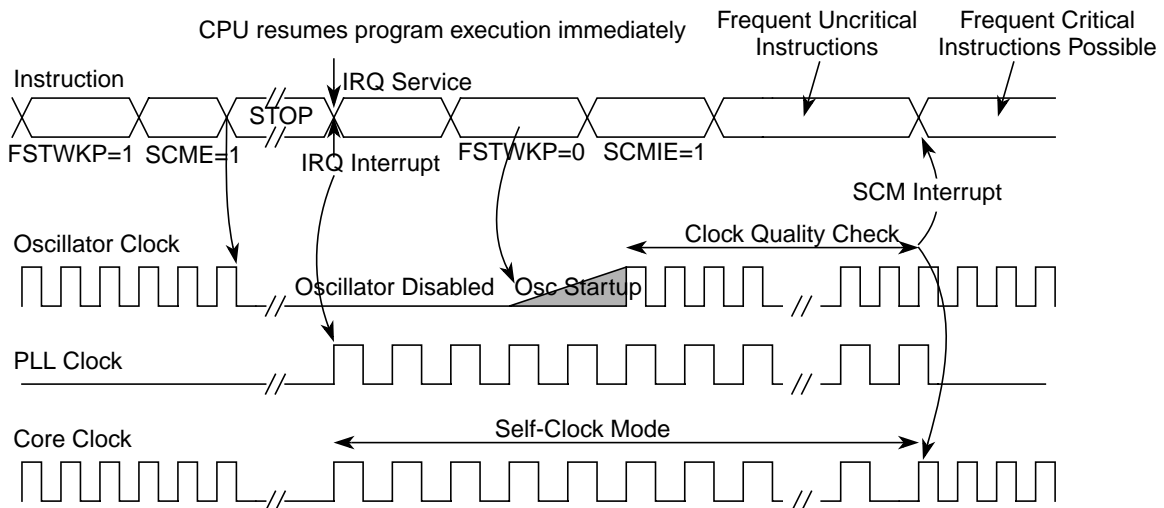 CPU resumes program execution immediately
Frequent Uncritical
Instructions
Frequent Critical
Instructions Possible
Instruction
STOP
IRQ Service
FSTWKP=1
SCME=1
IRQ Interrupt
FSTWKP=0
SCMIE=1
SCM Interrupt
Oscillator Clock
Clock Quality Check
Oscillator Disabled
Osc Startup
PLL Clock
Core Clock
Self-Clock Mode